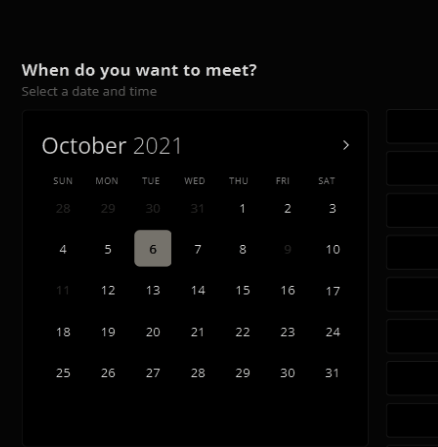 When do you want to meet?
Select a date and time
October 2021
SUN MON TUE WED THU FRI SAT
28 29 30 31 1 2 3
4 5 6 7 8 9 10
11 12 13 14 15 16 17
18 19 20 21 22 23 24
25 26 27 28 29 30 31